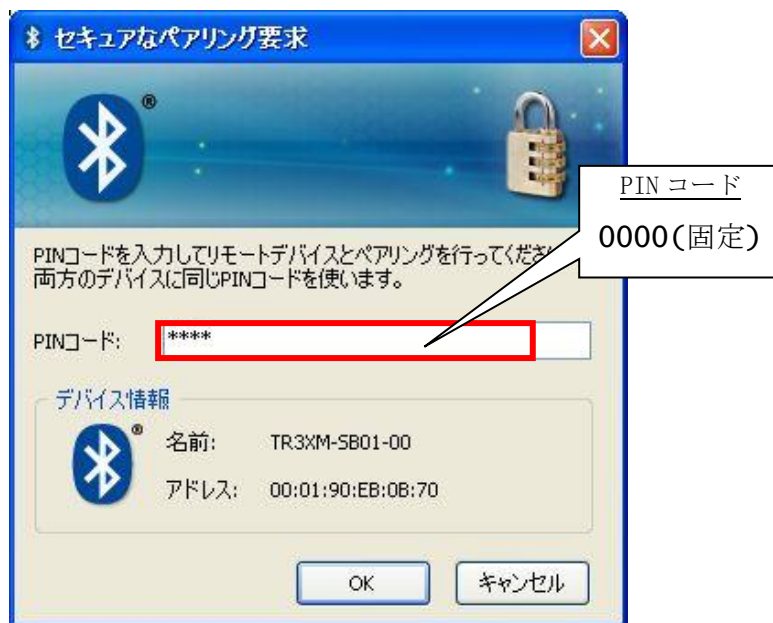 セキュアなペアリング要求
®
PIN コード
0000(固定)
PINコードを入力してリモートデバイスとペアリングを行ってくださ
両方のデバイスに同じPINコードを使います。
PINコード: ****
デバイス情報
®
名前: TR3XM-SB01-00
アドレス: 00:01:90:EB:0B:70
OK キャンセル